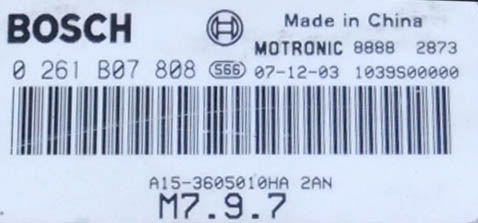 BOSCH
Made in China
MOTRONIC 8888 2873
0 261 B07 808 S66 07-12-03 1039S00000
A15-3605010HA 2AN
M7.9.7